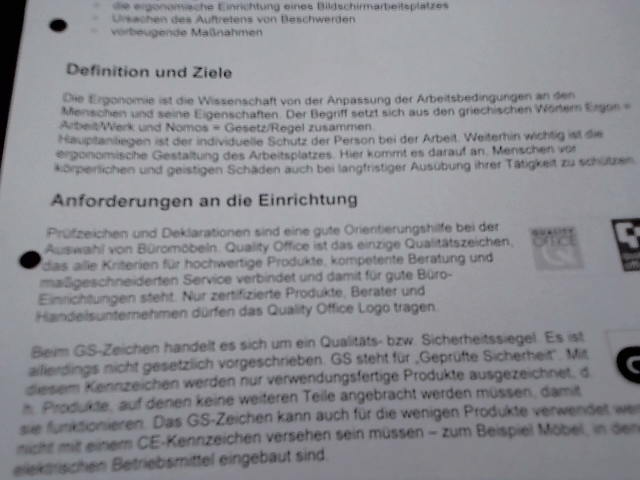 die ergonomische Einrichtung eines Bildschirmarbeitsplatzes
Ursachen des Auftretens von Beschwerden
vorbeugende Maßnahmen
Definition und Ziele
Die Ergonomie ist die Wissenschaft von der Anpassung der Arbeitsbedingungen an den
Menschen und seine Eigenschaften. Der Begriff setzt sich aus den griechischen Wörtern Ergon =
Arbeit/Werk und Nomos = Gesetz/Regel zusammen.
Hauptanliegen ist der individuelle Schutz der Person bei der Arbeit. Weiterhin wichtig ist die
ergonomische Gestaltung des Arbeitsplatzes. Hier kommt es darauf an, Menschen vor
körperlichen und geistigen Schäden auch bei langfristiger Ausübung ihrer Tätigkeit zu schützen.
Anforderungen an die Einrichtung
Prüfzeichen und Deklarationen sind eine gute Orientierungshilfe bei der
Auswahl von Büromöbeln. Quality Office ist das einzige Qualitätszeichen,
das alle Kriterien für hochwertige Produkte, kompetente Beratung und
maßgeschneiderten Service verbindet und damit für gute Büro-
Einrichtungen steht. Nur zertifizierte Produkte, Berater und
Handelsunternehmen dürfen das Quality Office Logo tragen.
QUALITY
OFFICE
Beim GS-Zeichen handelt es sich um ein Qualitäts- bzw. Sicherheitssiegel. Es ist
allerdings nicht gesetzlich vorgeschrieben. GS steht für „Geprüfte Sicherheit". Mit
diesem Kennzeichen werden nur verwendungsfertige Produkte ausgezeichnet, d.
h. Produkte, auf denen keine weiteren Teile angebracht werden müssen, damit
sie funktionieren. Das GS-Zeichen kann auch für die wenigen Produkte verwendet
nicht mit einem CE-Kennzeichen versehen sein müssen – zum Beispiel Möbel, in
elektrischen Betriebsmittel eingebaut sind.